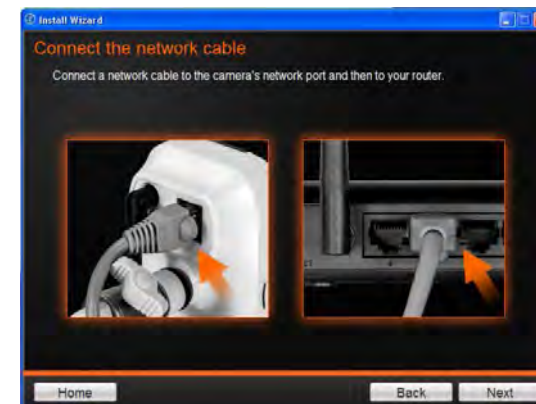 Install Wizard
Connect the network cable
Connect a network cable to the camera's network port and then to your router.
Home
Back
Next